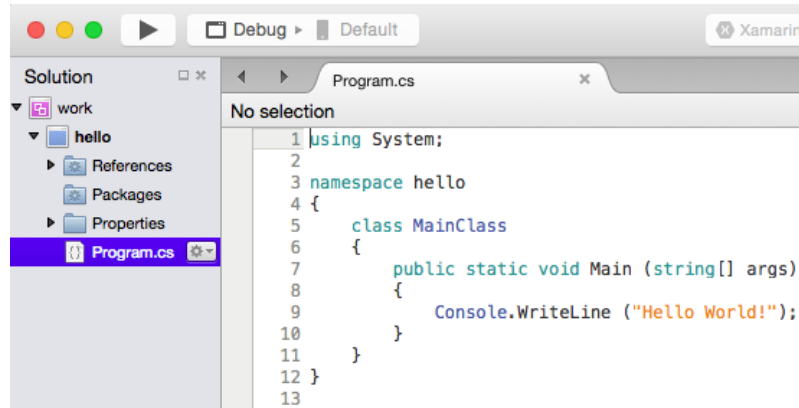 Debug Default Xamarin
Solution
Program.cs
work
No selection
hello
References
Packages
Properties
Program.cs
1 using System;
2
3 namespace hello
4 {
5 class MainClass
6 {
7 public static void Main (string[] args)
8 {
9 Console.WriteLine ("Hello World!");
10 }
11 }
12 }
13